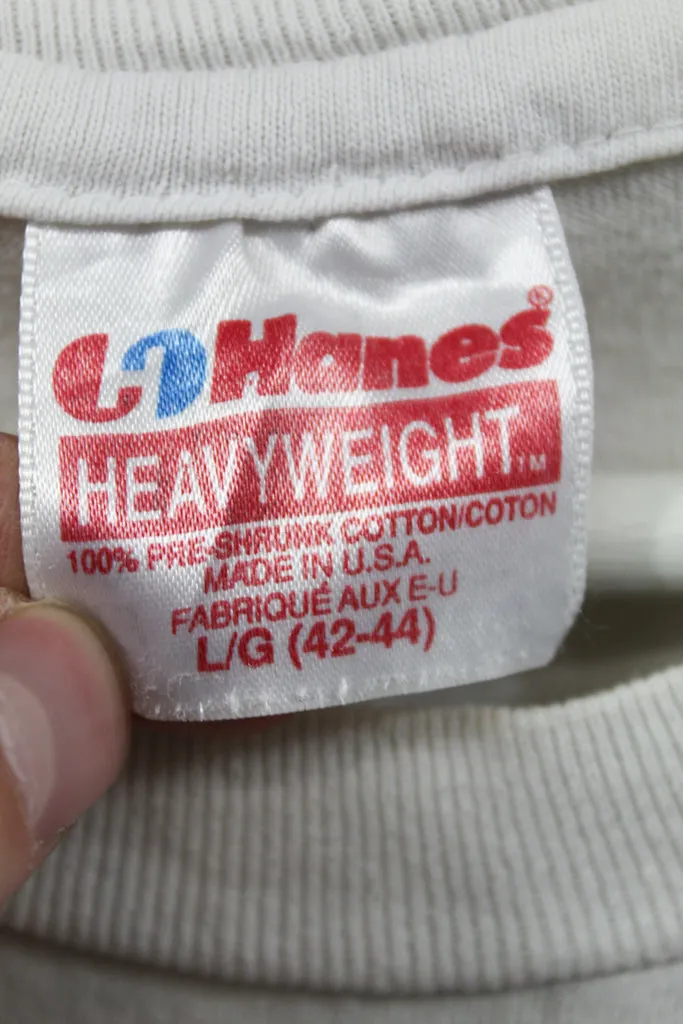 Hanes®
HEAVYWEIGHT™
100% PRE-SHRUNK COTTON/COTON
MADE IN U.S.A.
FABRIQUÉ AUX E-U
L/G (42-44)